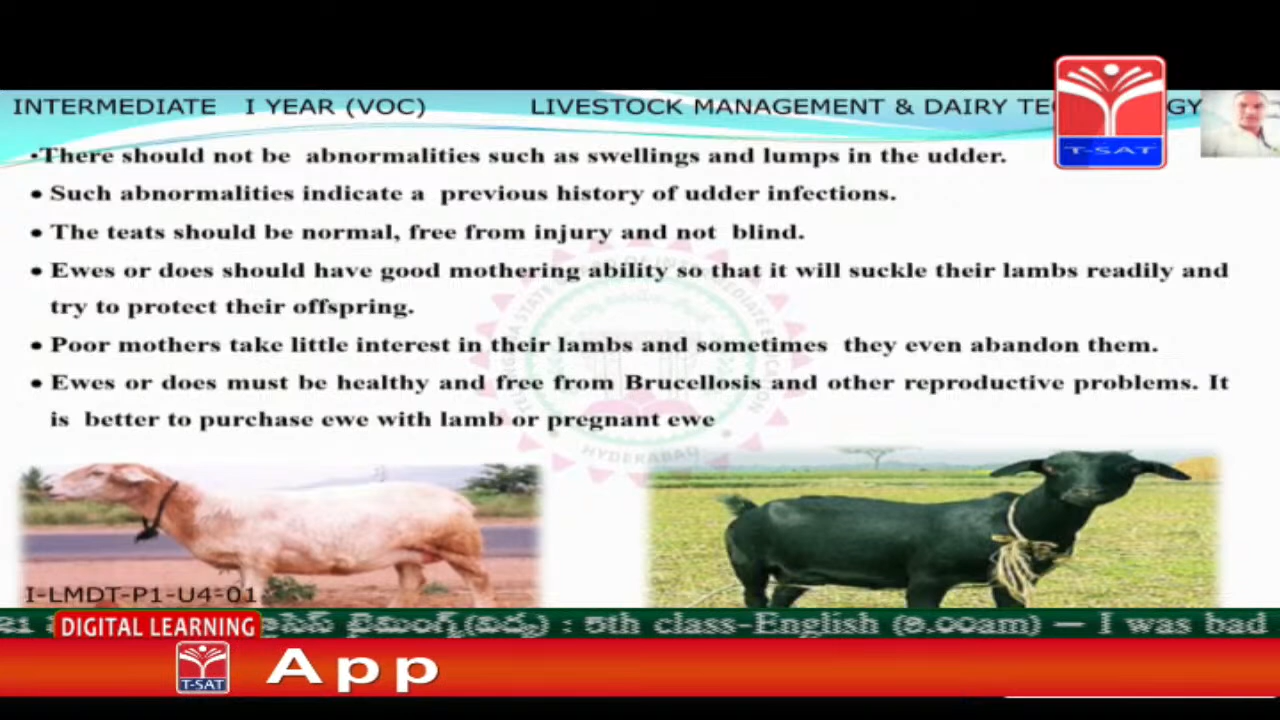 INTERMEDIATE I YEAR (VOC) LIVESTOCK MANAGEMENT & DAIRY
T-SAT
•There should not be abnormalities such as swellings and lumps in the udder.
• Such abnormalities indicate a previous history of udder infections.
• The teats should be normal, free from injury and not blind.
• Ewes or does should have good mothering ability so that it will suckle their lambs readily and
try to protect their offspring.
• Poor mothers take little interest in their lambs and sometimes they even abandon them.
• Ewes or does must be healthy and free from Brucellosis and other reproductive problems. It
is better to purchase ewe with lamb or pregnant ewe
HYDERABAD
I-LMDT-P1-U4-01
DIGITAL LEARNING
class-English – I was bad
T-SAT
App